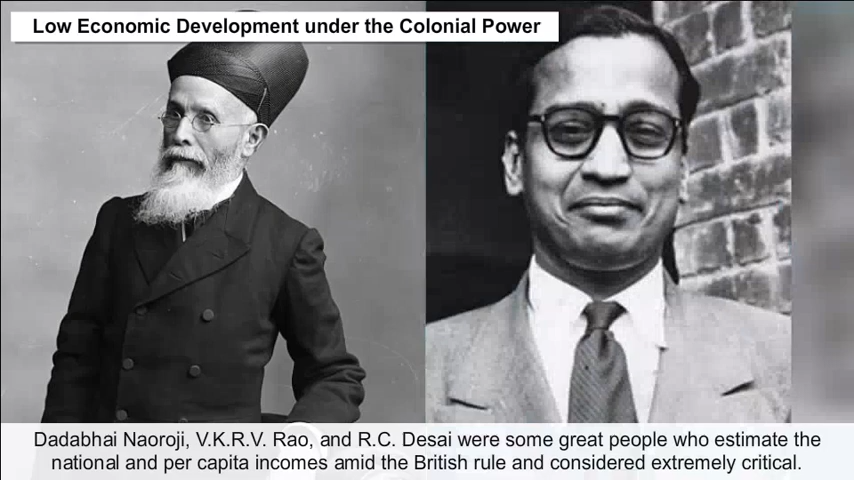 Low Economic Development under the Colonial Power
Dadabhai Naoroji, V.K.R.V. Rao, and R.C. Desai were some great people who estimate the
national and per capita incomes amid the British rule and considered extremely critical.